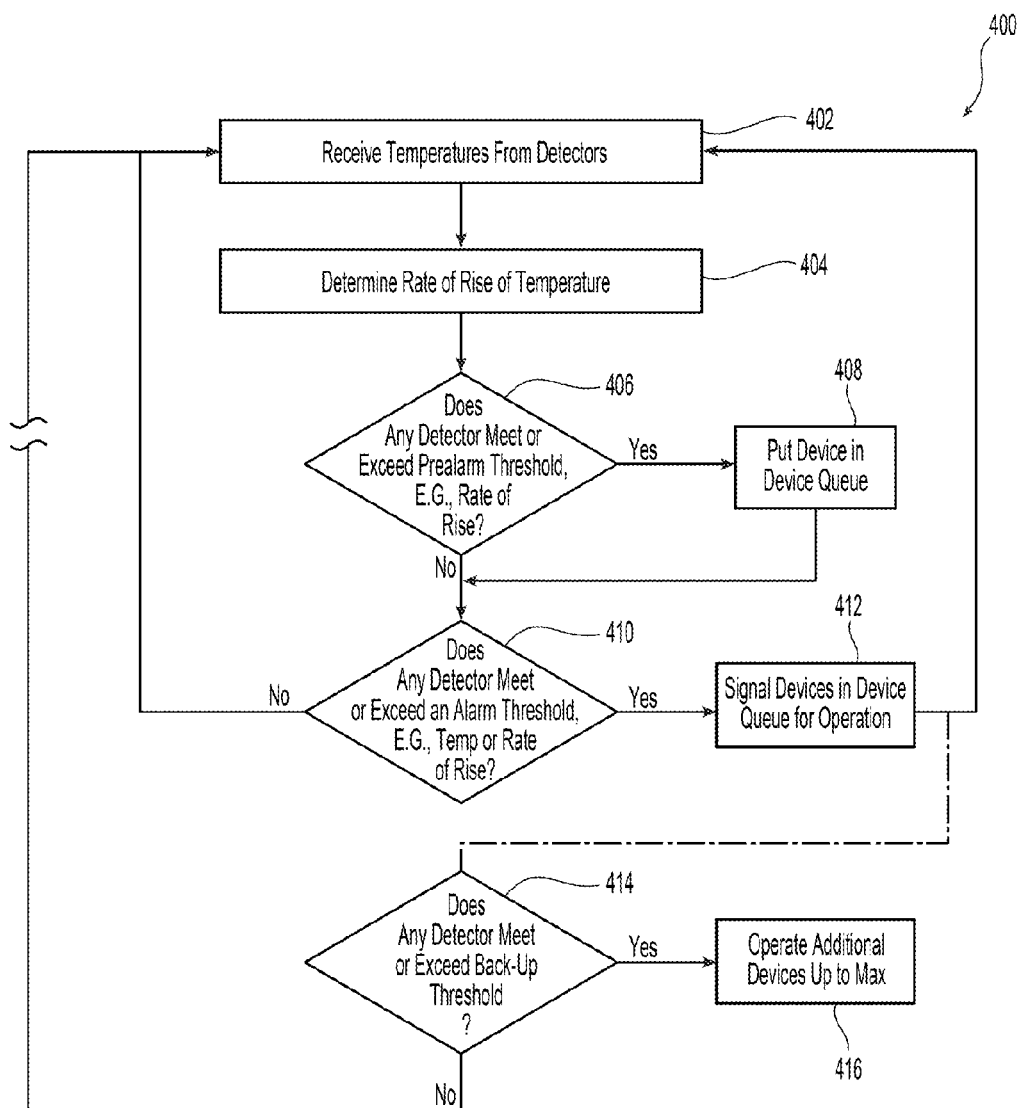 400
402
Receive Temperatures From Detectors
404
Determine Rate of Rise of Temperature
406
Does
Any Detector Meet or
Exceed Prealarm Threshold,
E.G., Rate of
Rise?
Yes
408
Put Device in
Device Queue
No
410
Does
Any Detector Meet
or Exceed an Alarm Threshold,
E.G., Temp or Rate
of Rise?
No
Yes
412
Signal Devices in Device
Queue for Operation
414
Does
Any Detector Meet
or Exceed Back-Up
Threshold
?
Yes
Operate Additional
Devices Up to Max
416
No